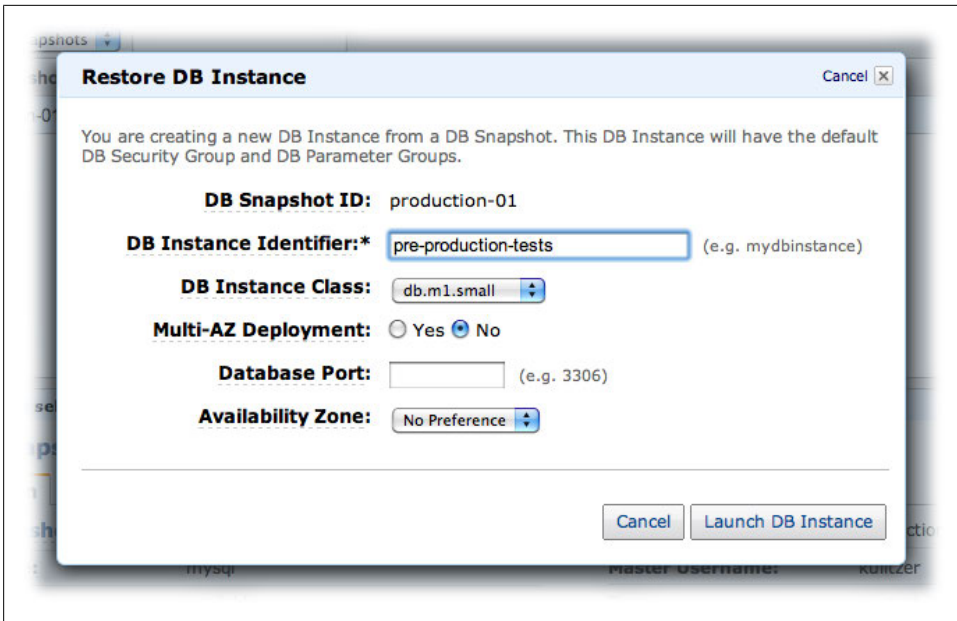 apshots
Restore DB Instance
Cancel
You are creating a new DB Instance from a DB Snapshot. This DB Instance will have the default
DB Security Group and DB Parameter Groups.
DB Snapshot ID: production-01
DB Instance Identifier:* pre-production-tests (e.g. mydbinstance)
DB Instance Class: db.m1.small
Multi-AZ Deployment: Yes No
Database Port: (e.g. 3306)
Availability Zone: No Preference
Cancel Launch DB Instance
mysql Master Username: kulitzer